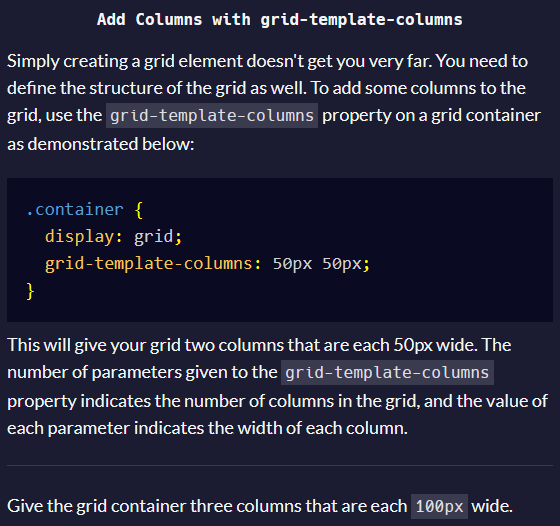 Add Columns with grid-template-columns
Simply creating a grid element doesn't get you very far. You need to
define the structure of the grid as well. To add some columns to the
grid, use the grid-template-columns property on a grid container
as demonstrated below:
.container {
  display: grid;
  grid-template-columns: 50px 50px;
}
This will give your grid two columns that are each 50px wide. The
number of parameters given to the grid-template-columns
property indicates the number of columns in the grid, and the value of
each parameter indicates the width of each column.
Give the grid container three columns that are each 100px wide.